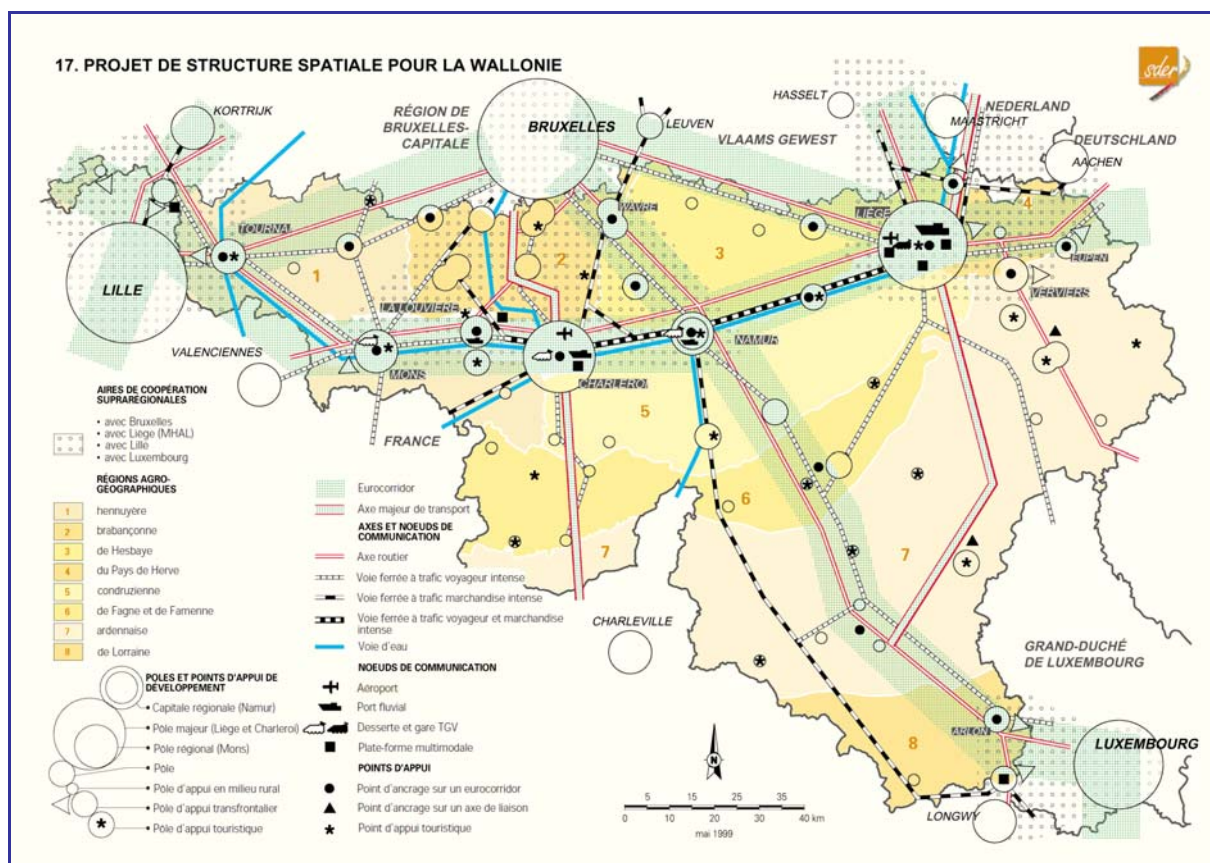 17. PROJET DE STRUCTURE SPATIALE POUR LA WALLONIE
sder
KORTRIJK
RÉGION DE
BRUXELLES-
CAPITALE
BRUXELLES
LEUVEN
VLAAMS GEWEST
HASSELT
NEDERLAND
MAASTRICHT
DEUTSCHLAND
AACHEN
TOURNAI
WAVRE
LIÈGE
4
EUPEN
VERVIERS
LILLE
1
2
3
LA LOUVIÈRE
NAMUR
VALENCIENNES
MONS
CHARLEROI
FRANCE
5
6
7
7
8
CHARLEVILLE
GRAND-DUCHÉ
DE LUXEMBOURG
ARLON
LUXEMBOURG
LONGWY
AIRES DE COOPÉRATION
SUPRARÉGIONALES
• avec Bruxelles
• avec Liège (MHAL)
• avec Lille
• avec Luxembourg
RÉGIONS AGRO-
GÉOGRAPHIQUES
1 hennuyère
2 brabançonne
3 de Hesbaye
4 du Pays de Herve
5 condruzienne
6 de Fagne et de Famenne
7 ardennaise
8 de Lorraine
POLES ET POINTS D'APPUI DE
DÉVELOPPEMENT
• Capitale régionale (Namur)
• Pôle majeur (Liège et Charleroi)
• Pôle régional (Mons)
• Pôle
• Pôle d'appui en milieu rural
• Pôle d'appui transfrontalier
• Pôle d'appui touristique
Eurocorridor
Axe majeur de transport
AXES ET NOEUDS DE
COMMUNICATION
Axe routier
Voie ferrée à trafic voyageur intense
Voie ferrée à trafic marchandise intense
Voie ferrée à trafic voyageur et marchandise
intense
Voie d'eau
NOEUDS DE COMMUNICATION
Aéroport
Port fluvial
Desserte et gare TGV
Plate-forme multimodale
POINTS D'APPUI
Point d'ancrage sur un eurocorridor
Point d'ancrage sur un axe de liaison
Point d'appui touristique
N
5 15 25 35
0 10 20 30 40 km
mai 1999